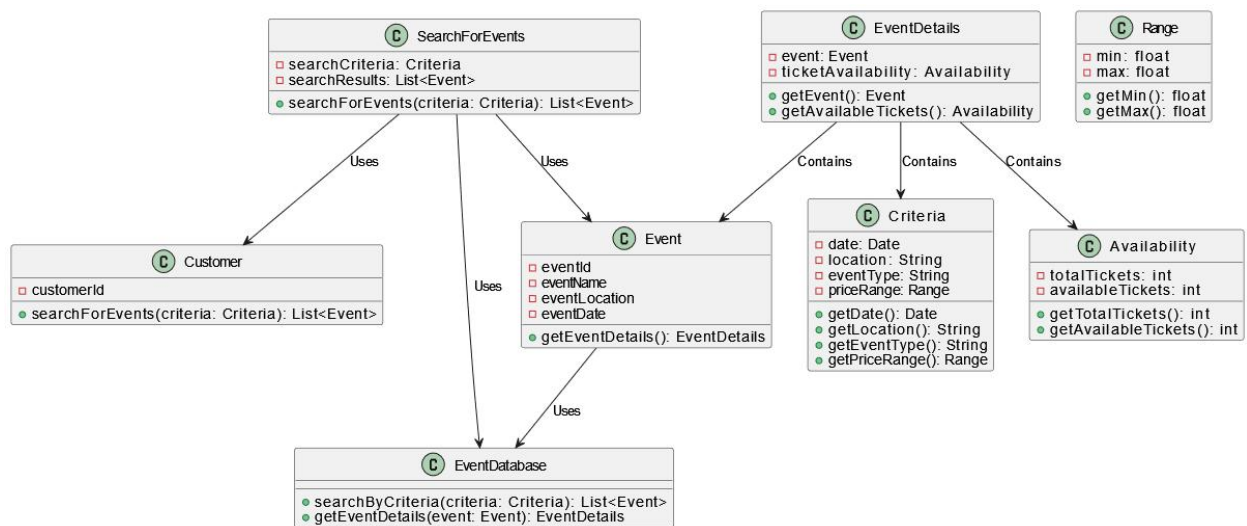 C SearchForEvents
searchCriteria: Criteria
searchResults: List<Event>
searchForEvents(criteria: Criteria): List<Event>
C EventDetails
event: Event
ticketAvailability: Availability
getEvent(): Event
getAvailableTickets(): Availability
C Range
min: float
max: float
getMin(): float
getMax(): float
Uses
Uses
Contains
Contains
Contains
C Customer
customerId
searchForEvents(criteria: Criteria): List<Event>
Uses
C Event
eventId
eventName
eventLocation
eventDate
getEventDetails(): EventDetails
C Criteria
date: Date
location: String
eventType: String
priceRange: Range
getDate(): Date
getLocation(): String
getEventType(): String
getPriceRange(): Range
C Availability
totalTickets: int
availableTickets: int
getTotalTickets(): int
getAvailableTickets(): int
Uses
C EventDatabase
searchByCriteria(criteria: Criteria): List<Event>
getEventDetails(event: Event): EventDetails